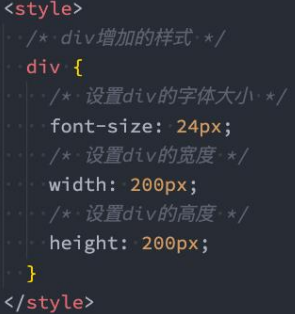 <style>
/* div增加的样式 */
div {
/* 设置div的字体大小 */
font-size: 24px;
/* 设置div的宽度 */
width: 200px;
/* 设置div的高度 */
height: 200px;
}
</style>